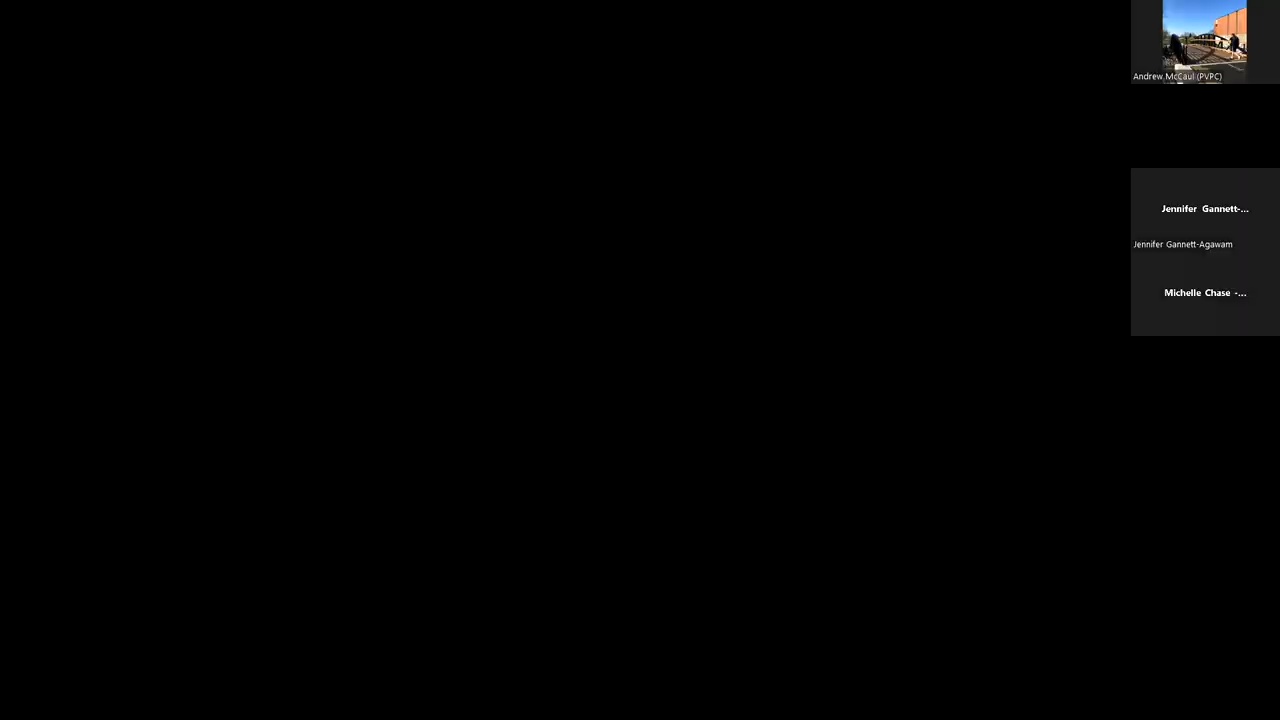 Andrew McCaul (PVPC)
Jennifer Gannett-...
Jennifer Gannett-Agawam
Michelle Chase -...